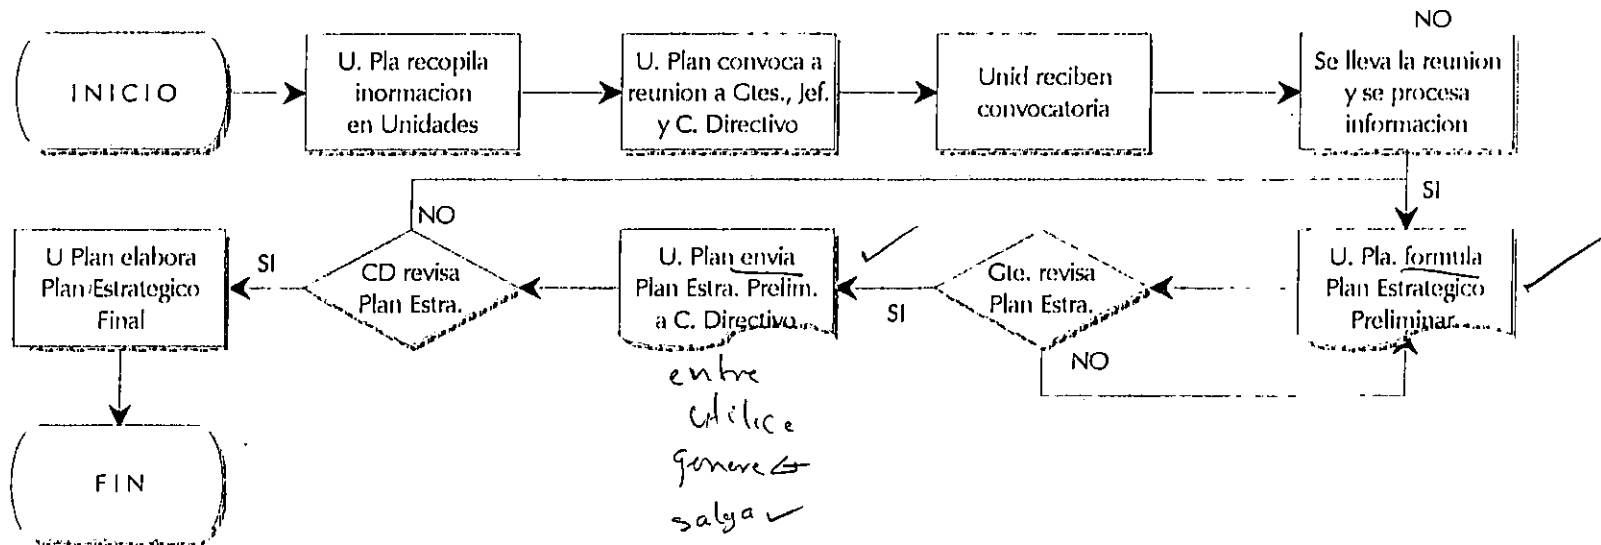 INICIO
U. Pla recopila
inormacion
en Unidades
U. Plan convoca a
reunion a Gtes., Jef.
y C. Directivo
Unid reciben
convocatoria
NO
Se lleva la reunion
y se procesa
informacion
SI
U. Pla. formula
Plan Estrategico
Preliminar
Gte. revisa
Plan Estra.
NO
SI
U. Plan envia
Plan Estra. Prelim.
a C. Directivo
CD revisa
Plan Estra.
NO
SI
U Plan elabora
Plan Estrategico
Final
FIN
entre
utilice
genere
salga